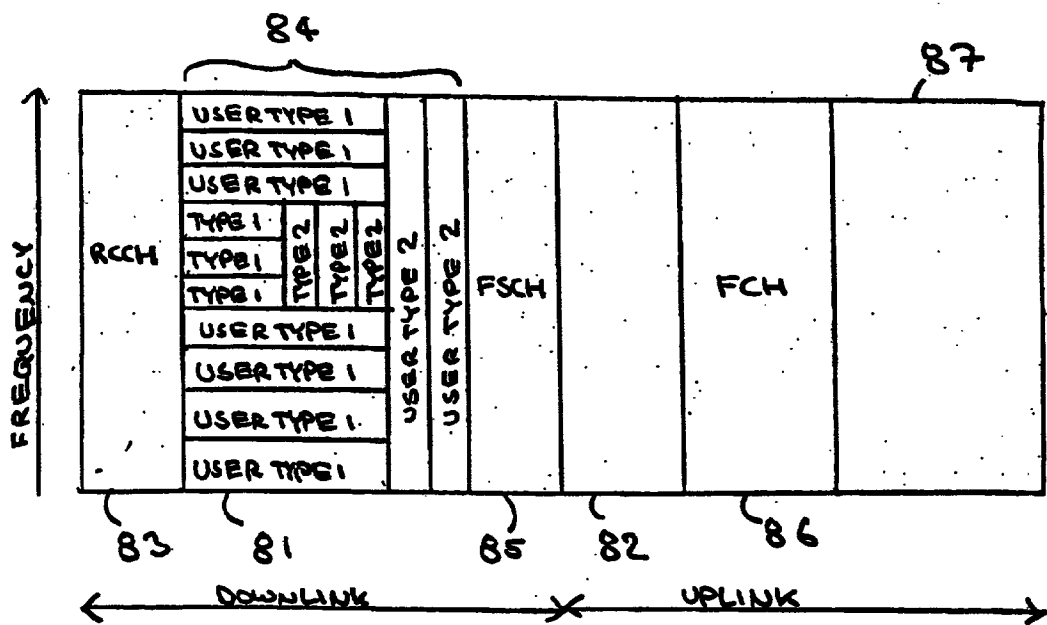 84
87
FREQUENCY
RCCH
USER TYPE 1
USER TYPE 1
USER TYPE 1
TYPE 1
TYPE 1
TYPE 1
TYPE 2
TYPE 2
TYPE 2
USER TYPE 1
USER TYPE 1
USER TYPE 1
USER TYPE 1
USER TYPE 2
USER TYPE 2
FSCH
FCH
83
81
85
82
86
DOWNLINK
UPLINK